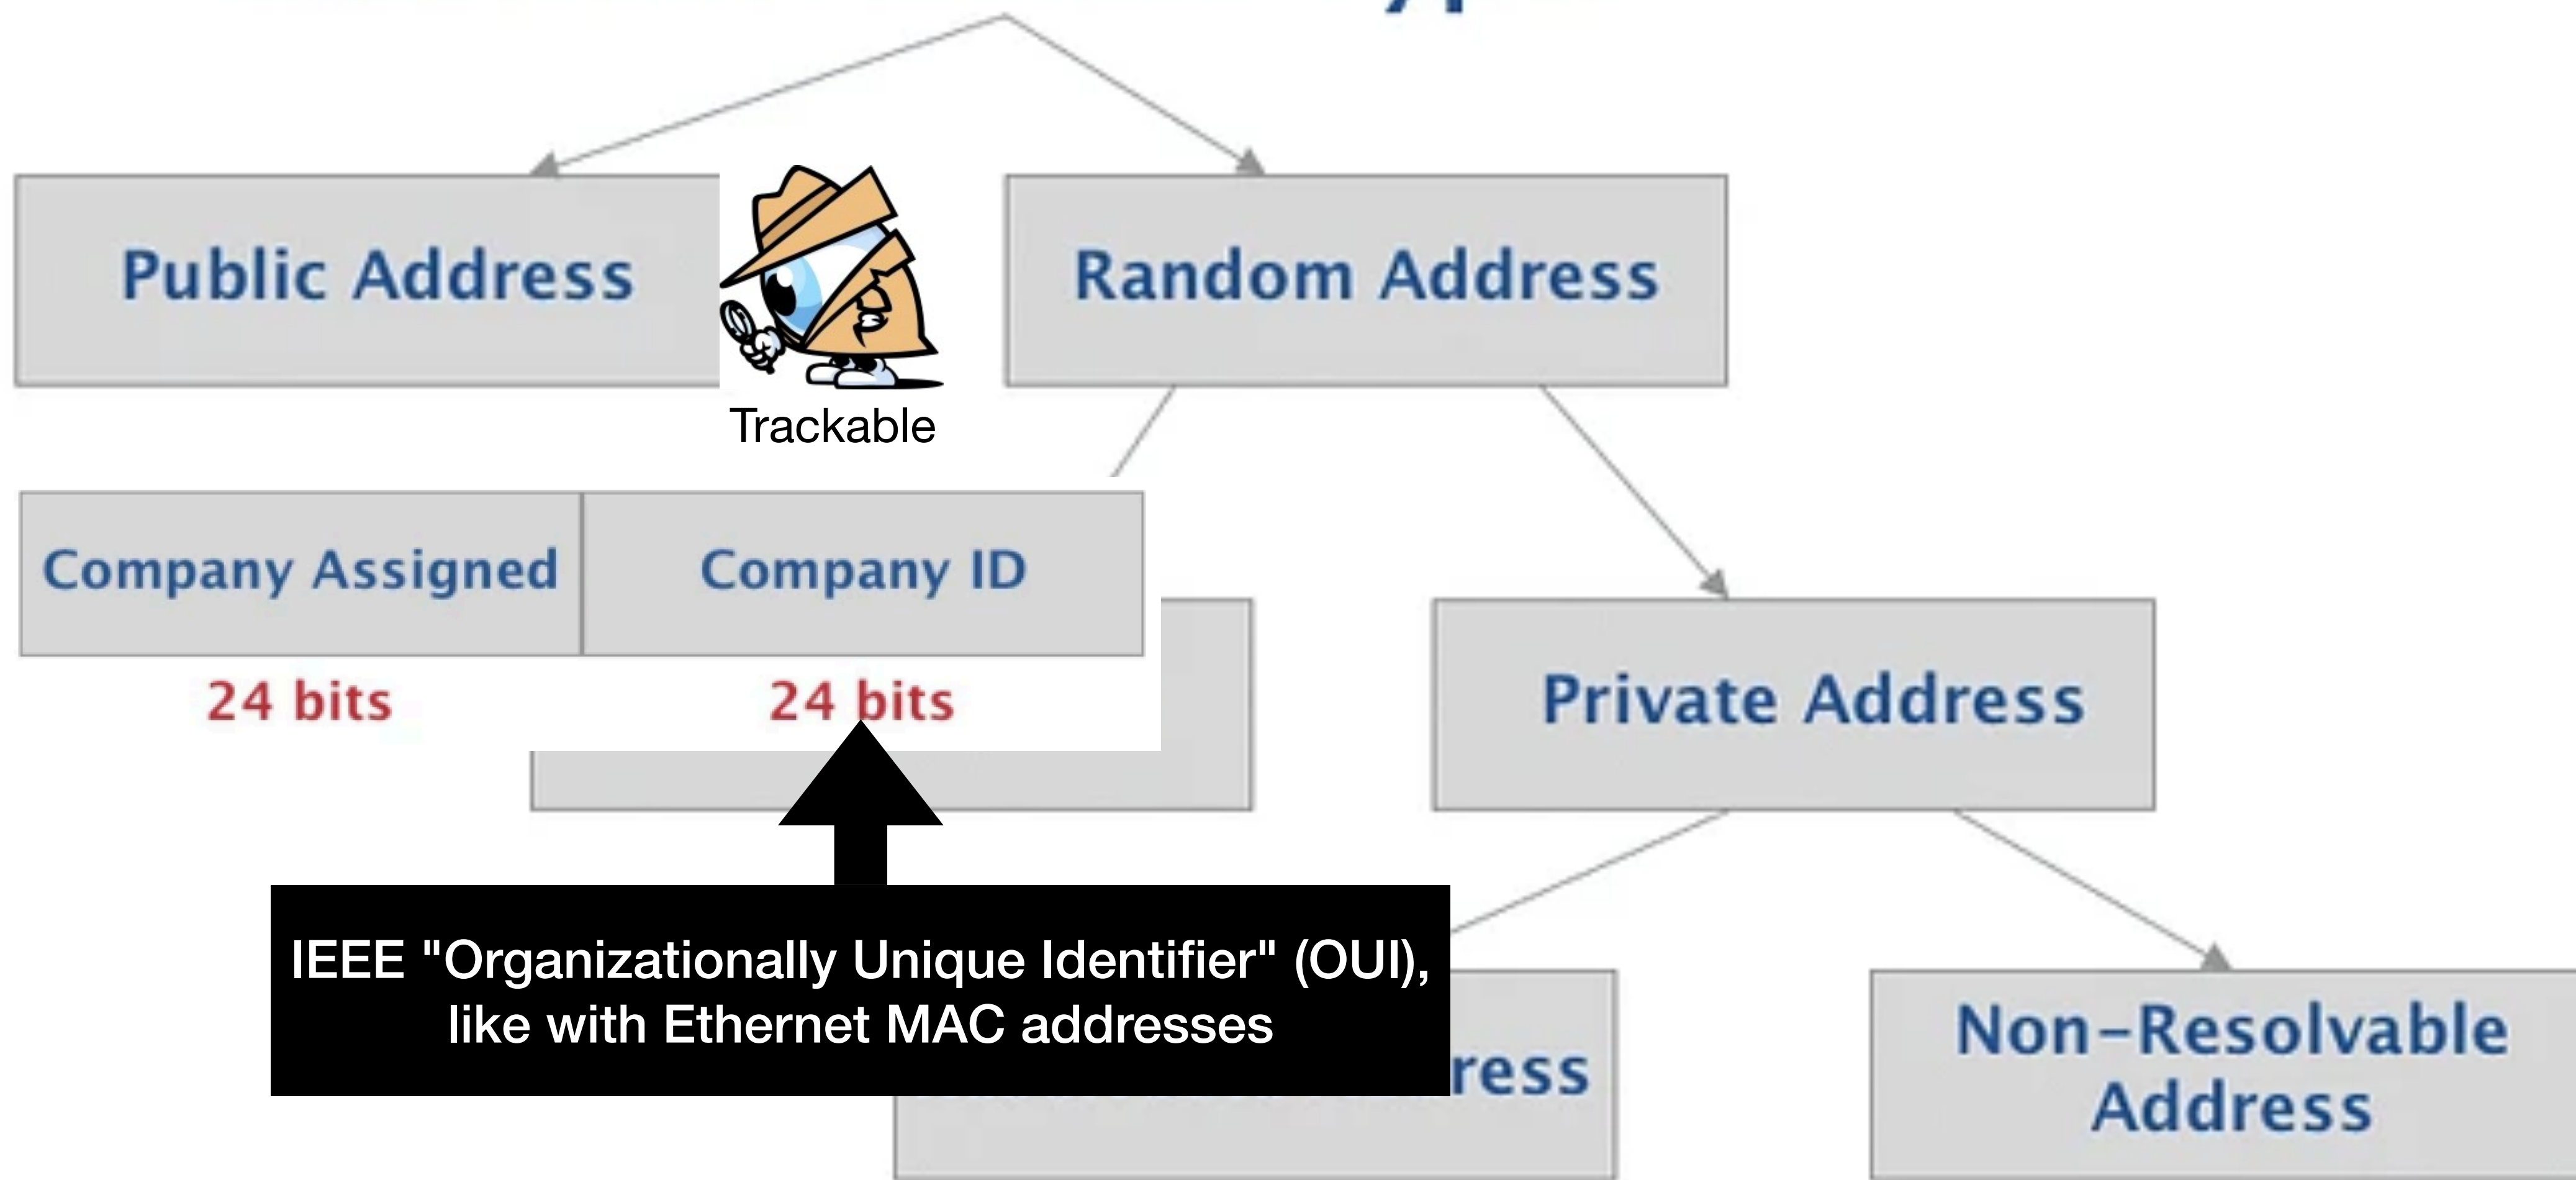 Public Address
Random Address
Trackable
Company Assigned
Company ID
24 bits
24 bits
Private Address
IEEE "Organizationally Unique Identifier" (OUI),
like with Ethernet MAC addresses
ress
Non-Resolvable
Address